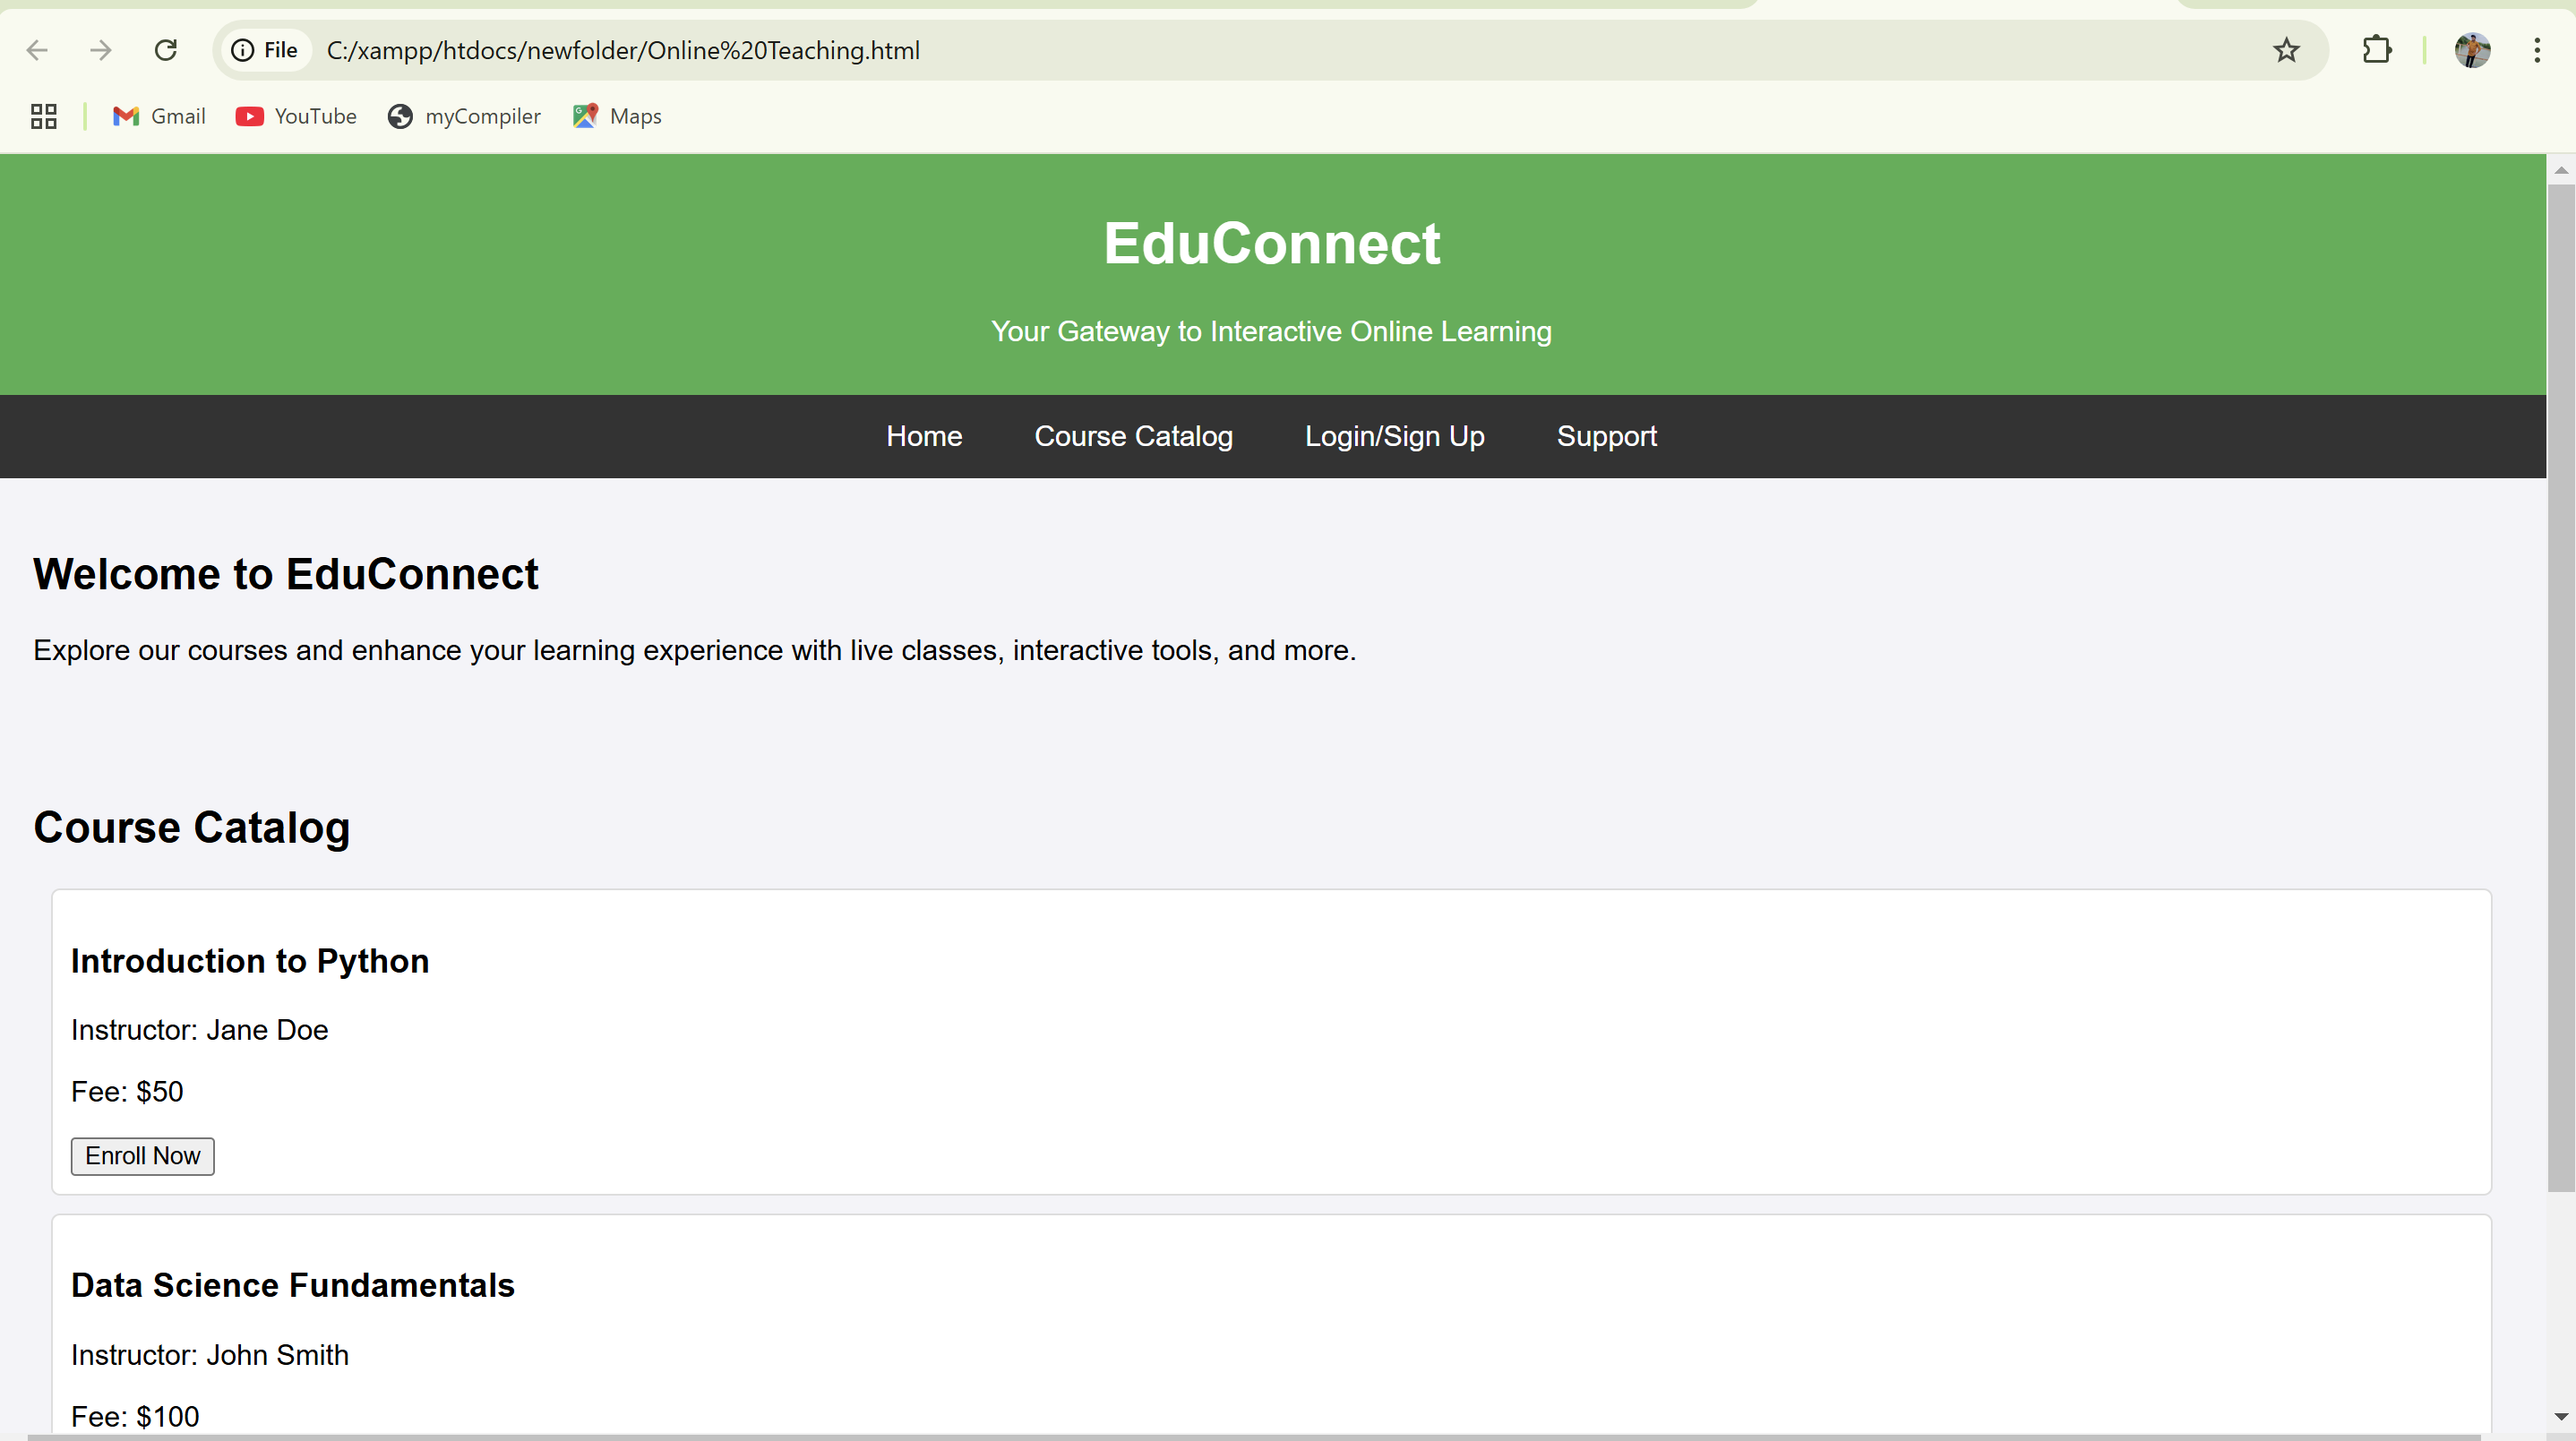 File C:/xampp/htdocs/newfolder/Online%20Teaching.html
Gmail YouTube myCompiler Maps
EduConnect
Your Gateway to Interactive Online Learning
Home Course Catalog Login/Sign Up Support
Welcome to EduConnect
Explore our courses and enhance your learning experience with live classes, interactive tools, and more.
Course Catalog
Introduction to Python
Instructor: Jane Doe
Fee: $50
Enroll Now
Data Science Fundamentals
Instructor: John Smith
Fee: $100